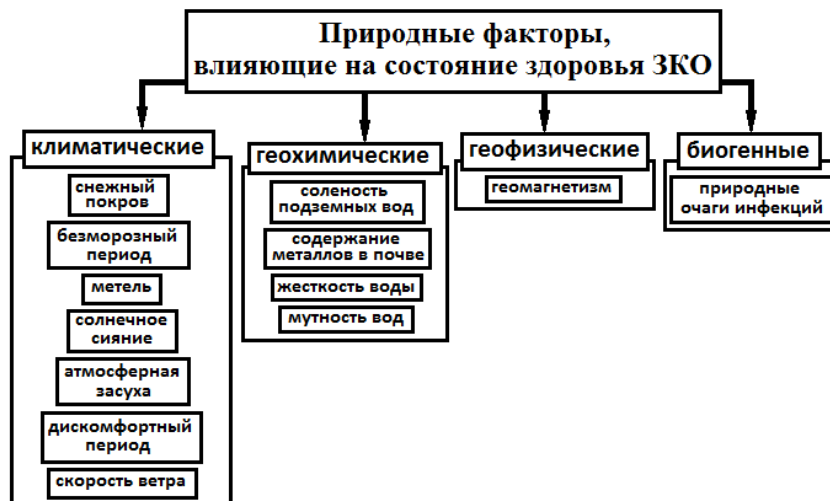 Природные факторы,
влияющие на состояние здоровья ЗКО
климатические
снежный
покров
безморозный
период
метель
солнечное
сияние
атмосферная
засуха
дискомфортный
период
скорость ветра
геохимические
соленость
подземных вод
содержание
металлов в почве
жесткость воды
мутность вод
геофизические
геомагнетизм
биогенные
природные
очаги инфекций